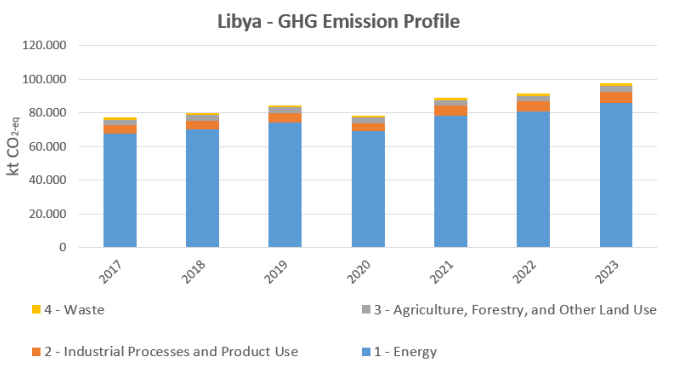 Libya - GHG Emission Profile
120.000
100.000
80.000
60.000
40.000
20.000
0
kt CO2-eq
2017 2018 2019 2020 2021 2022 2023
4 - Waste
3 - Agriculture, Forestry, and Other Land Use
2 - Industrial Processes and Product Use
1 - Energy